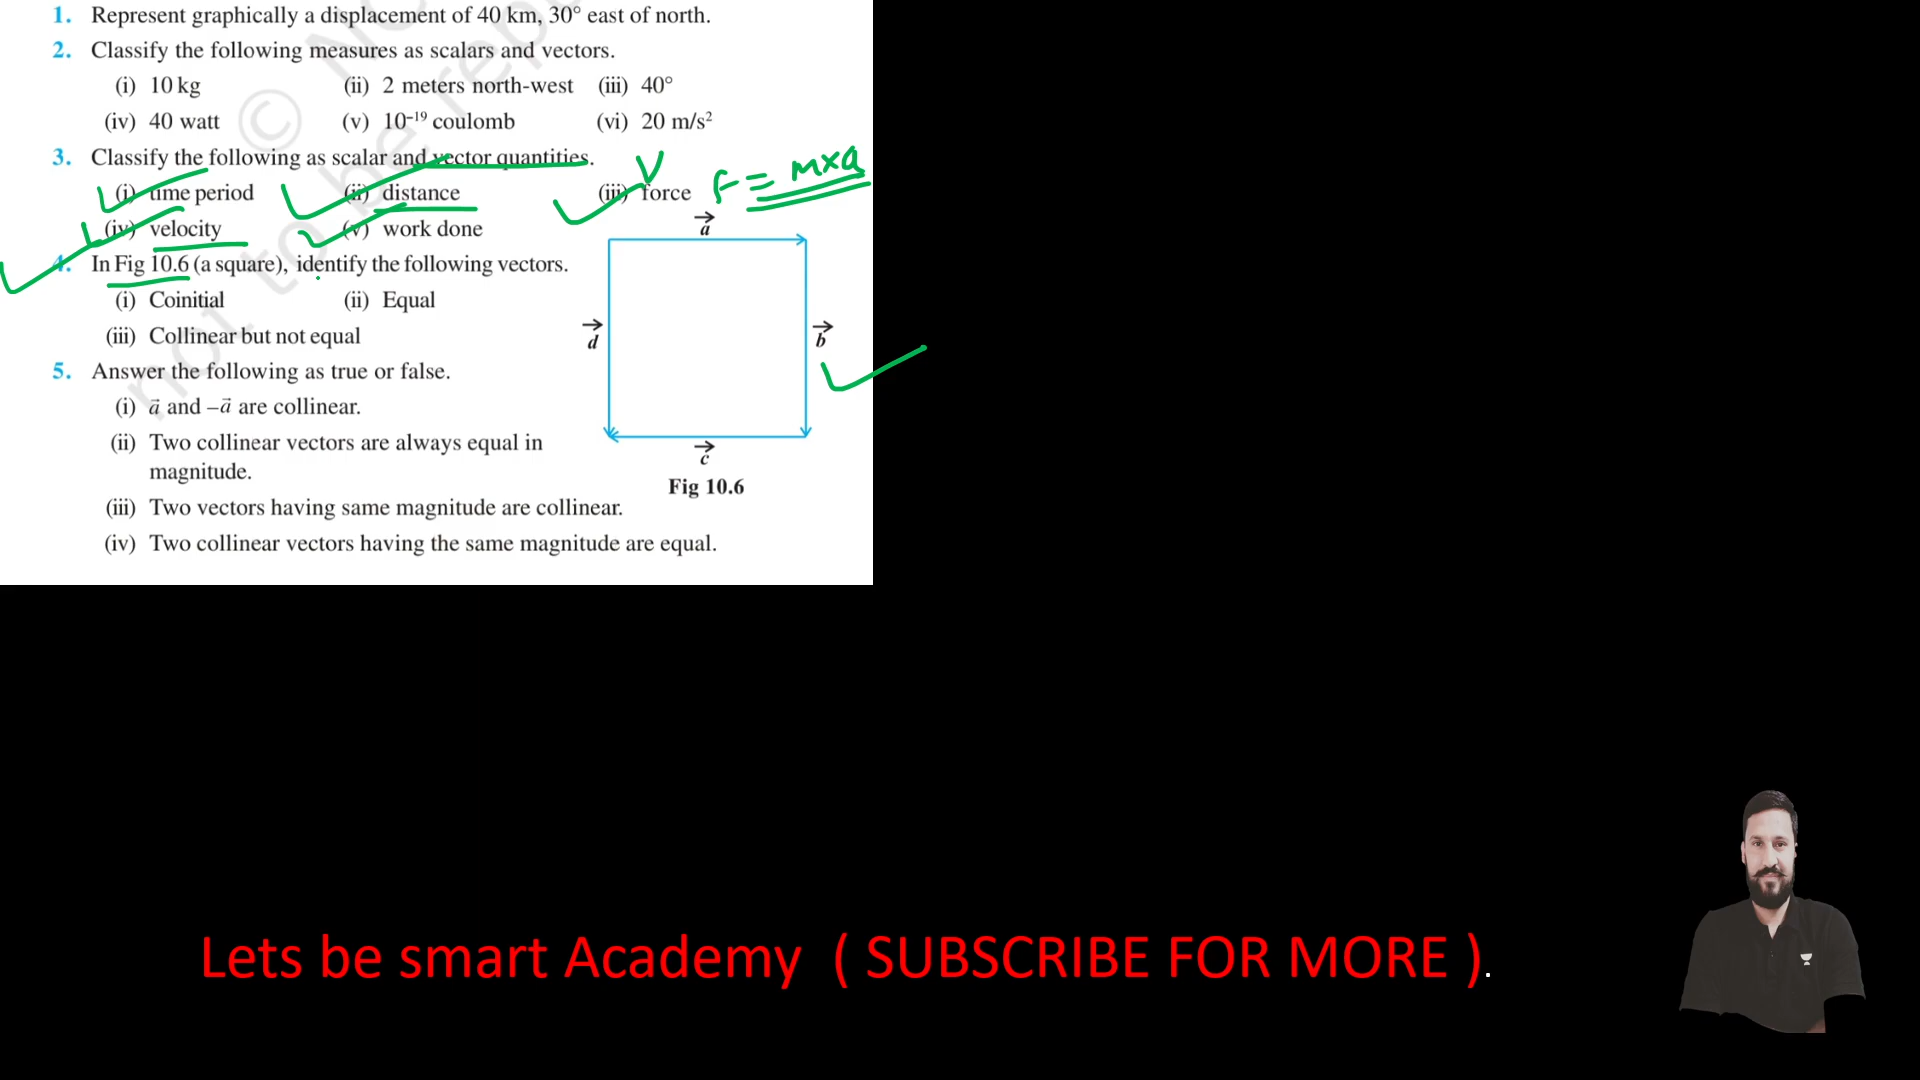 1. Represent graphically a displacement of 40 km, 30° east of north.
2. Classify the following measures as scalars and vectors.
(i) 10 kg (ii) 2 meters north-west (iii) 40°
(iv) 40 watt (v) 10⁻¹⁹ coulomb (vi) 20 m/s²
3. Classify the following as scalar and vector quantities.
(i) time period (ii) distance (iii) force
V
F = m×a
(iv) velocity (v) work done
4. In Fig 10.6 (a square), identify the following vectors.
(i) Coinitial (ii) Equal
(iii) Collinear but not equal
5. Answer the following as true or false.
(i) a⃗ and –a⃗ are collinear.
(ii) Two collinear vectors are always equal in
magnitude.
(iii) Two vectors having same magnitude are collinear.
(iv) Two collinear vectors having the same magnitude are equal.
a⃗
d⃗
b⃗
c⃗
Fig 10.6
not to be rep
Lets be smart Academy ( SUBSCRIBE FOR MORE ).